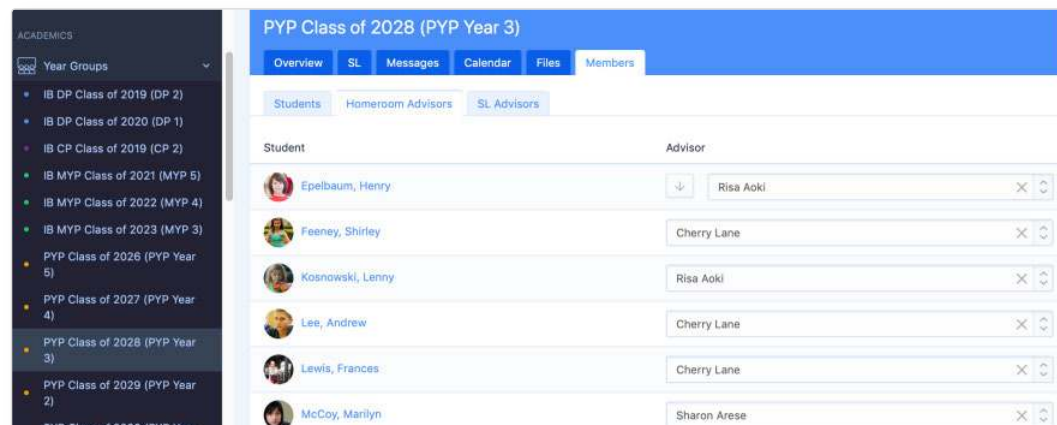 ACADEMICS
Year Groups
IB DP Class of 2019 (DP 2)
IB DP Class of 2020 (DP 1)
IB CP Class of 2019 (CP 2)
IB MYP Class of 2021 (MYP 5)
IB MYP Class of 2022 (MYP 4)
IB MYP Class of 2023 (MYP 3)
PYP Class of 2026 (PYP Year
5)
PYP Class of 2027 (PYP Year
4)
PYP Class of 2028 (PYP Year
3)
PYP Class of 2029 (PYP Year
2)
PYP Class of 2028 (PYP Year 3)
Overview SL Messages Calendar Files Members
Students Homeroom Advisors SL Advisors
Student Advisor
Epelbaum, Henry Risa Aoki
Feeney, Shirley Cherry Lane
Kosnowski, Lenny Risa Aoki
Lee, Andrew Cherry Lane
Lewis, Frances Cherry Lane
McCoy, Marilyn Sharon Arese